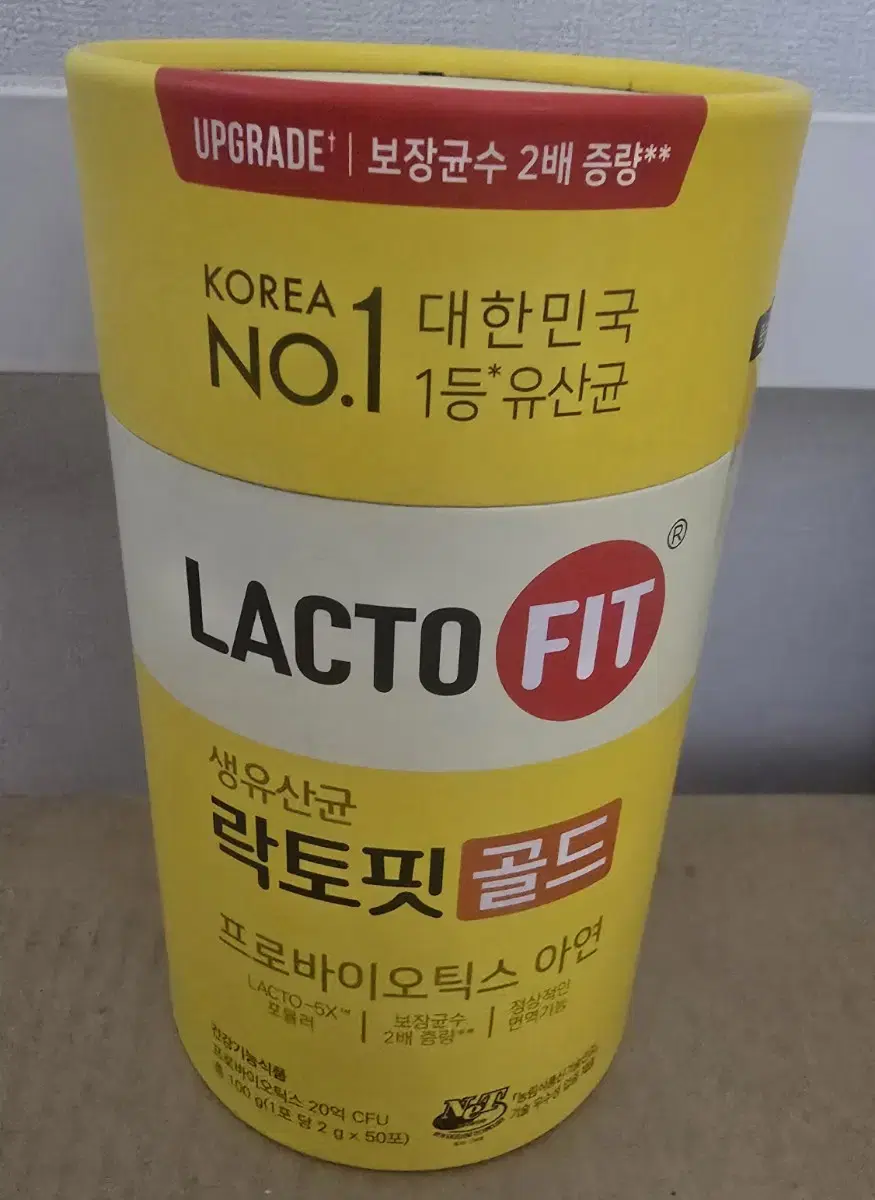 UPGRADE† | 보장균수 2배 증량**
KOREA
NO.1
대한민국
1등*유산균
LACTO FIT®
생유산균
락토핏 골드
프로바이오틱스 아연
LACTO-5X™
포뮬러
보장균수
2배 증량**
정상적인
면역기능
건강기능식품
프로바이오틱스 20억 CFU
총 100 g(1포 당 2 g x 50포)
NeT